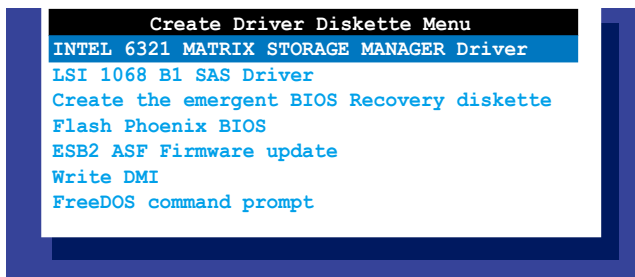 Create Driver Diskette Menu
INTEL 6321 MATRIX STORAGE MANAGER Driver
LSI 1068 B1 SAS Driver
Create the emergent BIOS Recovery diskette
Flash Phoenix BIOS
ESB2 ASF Firmware update
Write DMI
FreeDOS command prompt